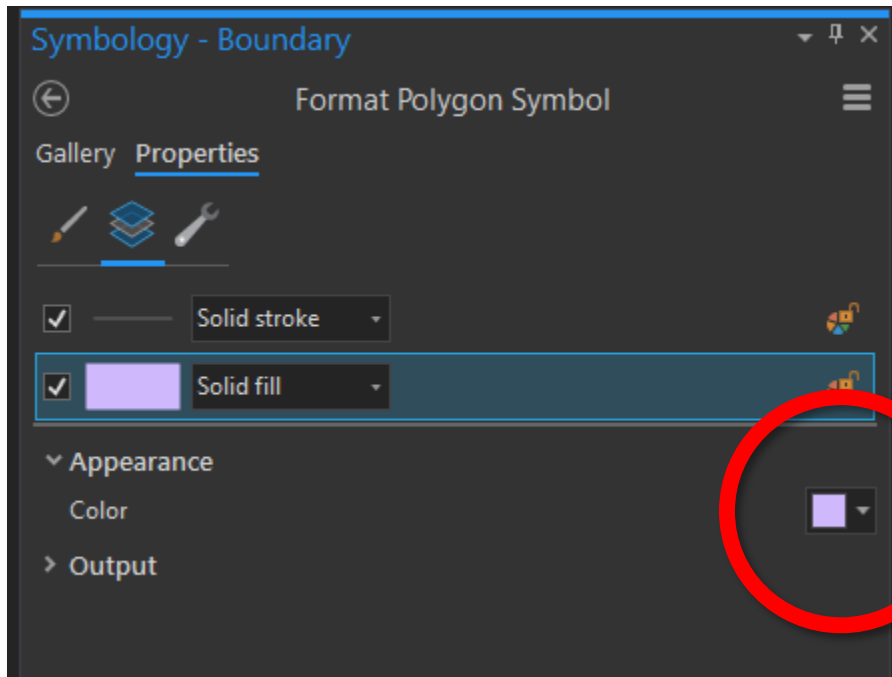 Symbology - Boundary
Format Polygon Symbol
Gallery Properties
Solid stroke
Solid fill
Appearance
Color
Output